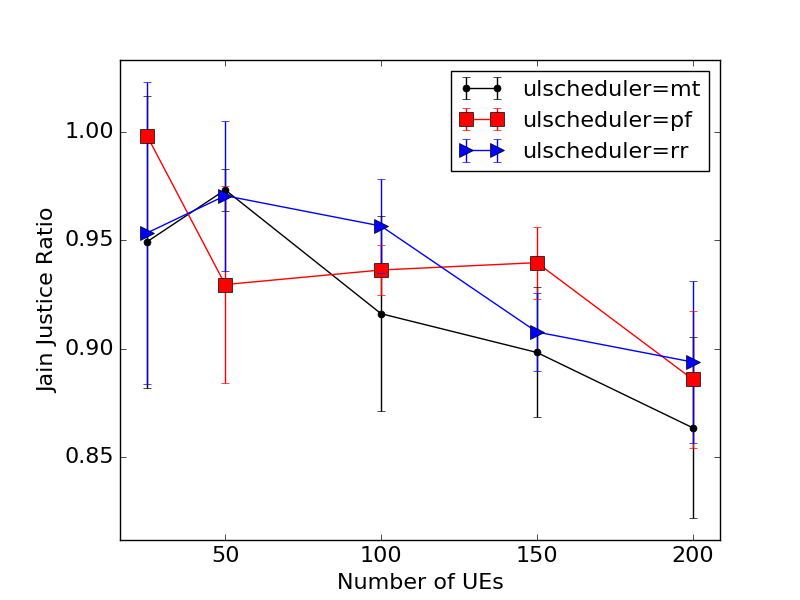 ulscheduler=mt
ulscheduler=pf
ulscheduler=rr
1.00
0.95
0.90
0.85
Jain Justice Ratio
50 100 150 200
Number of UEs